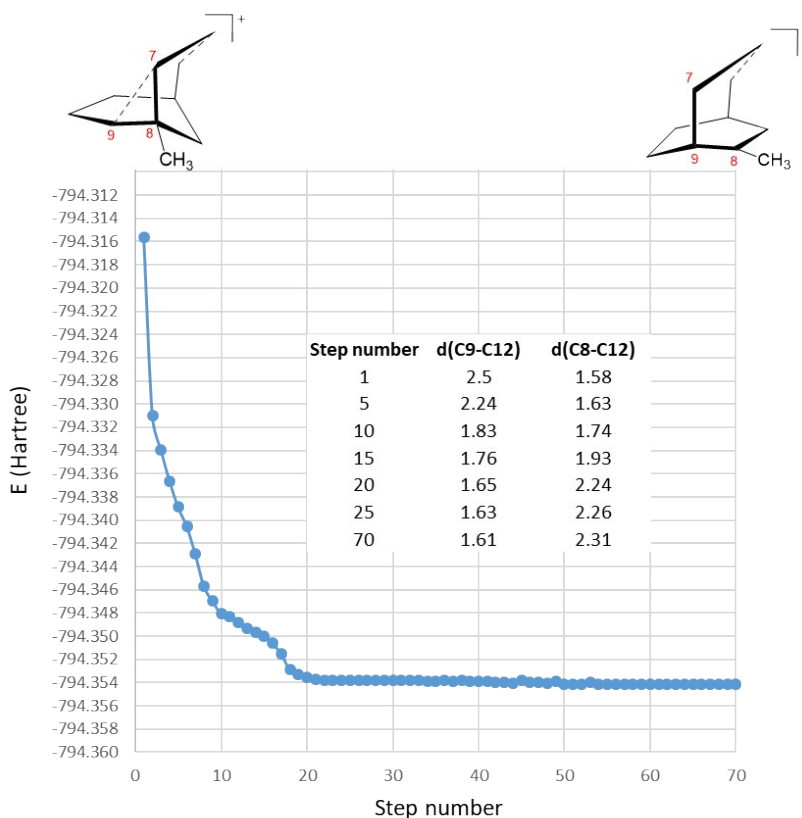 +
7
9
8
CH3
7
9
8
CH3
-794.312
-794.314
-794.316
-794.318
-794.320
-794.322
-794.324
-794.326
-794.328
-794.330
-794.332
-794.334
-794.336
-794.338
-794.340
-794.342
-794.344
-794.346
-794.348
-794.350
-794.352
-794.354
-794.356
-794.358
-794.360
E (Hartree)
Step number d(C9-C12) d(C8-C12)
1 2.5 1.58
5 2.24 1.63
10 1.83 1.74
15 1.76 1.93
20 1.65 2.24
25 1.63 2.26
70 1.61 2.31
0 10 20 30 40 50 60 70
Step number